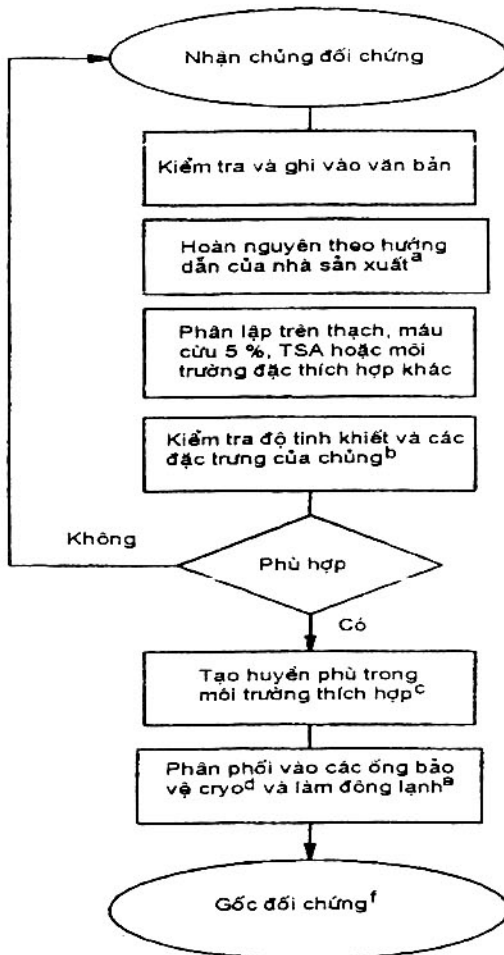 Nhận chủng đối chứng
Kiểm tra và ghi vào văn bản
Hoàn nguyên theo hướng
dẫn của nhà sản xuất^a
Phân lập trên thạch, máu
cừu 5 %, TSA hoặc môi
trường đặc thích hợp khác
Kiểm tra độ tinh khiết và các
đặc trưng của chủng^b
Không
Phù hợp
Có
Tạo huyền phù trong
môi trường thích hợp^c
Phân phối vào các ống bảo
vệ cryo^d và làm đông lạnh^a
Gốc đối chứng^f